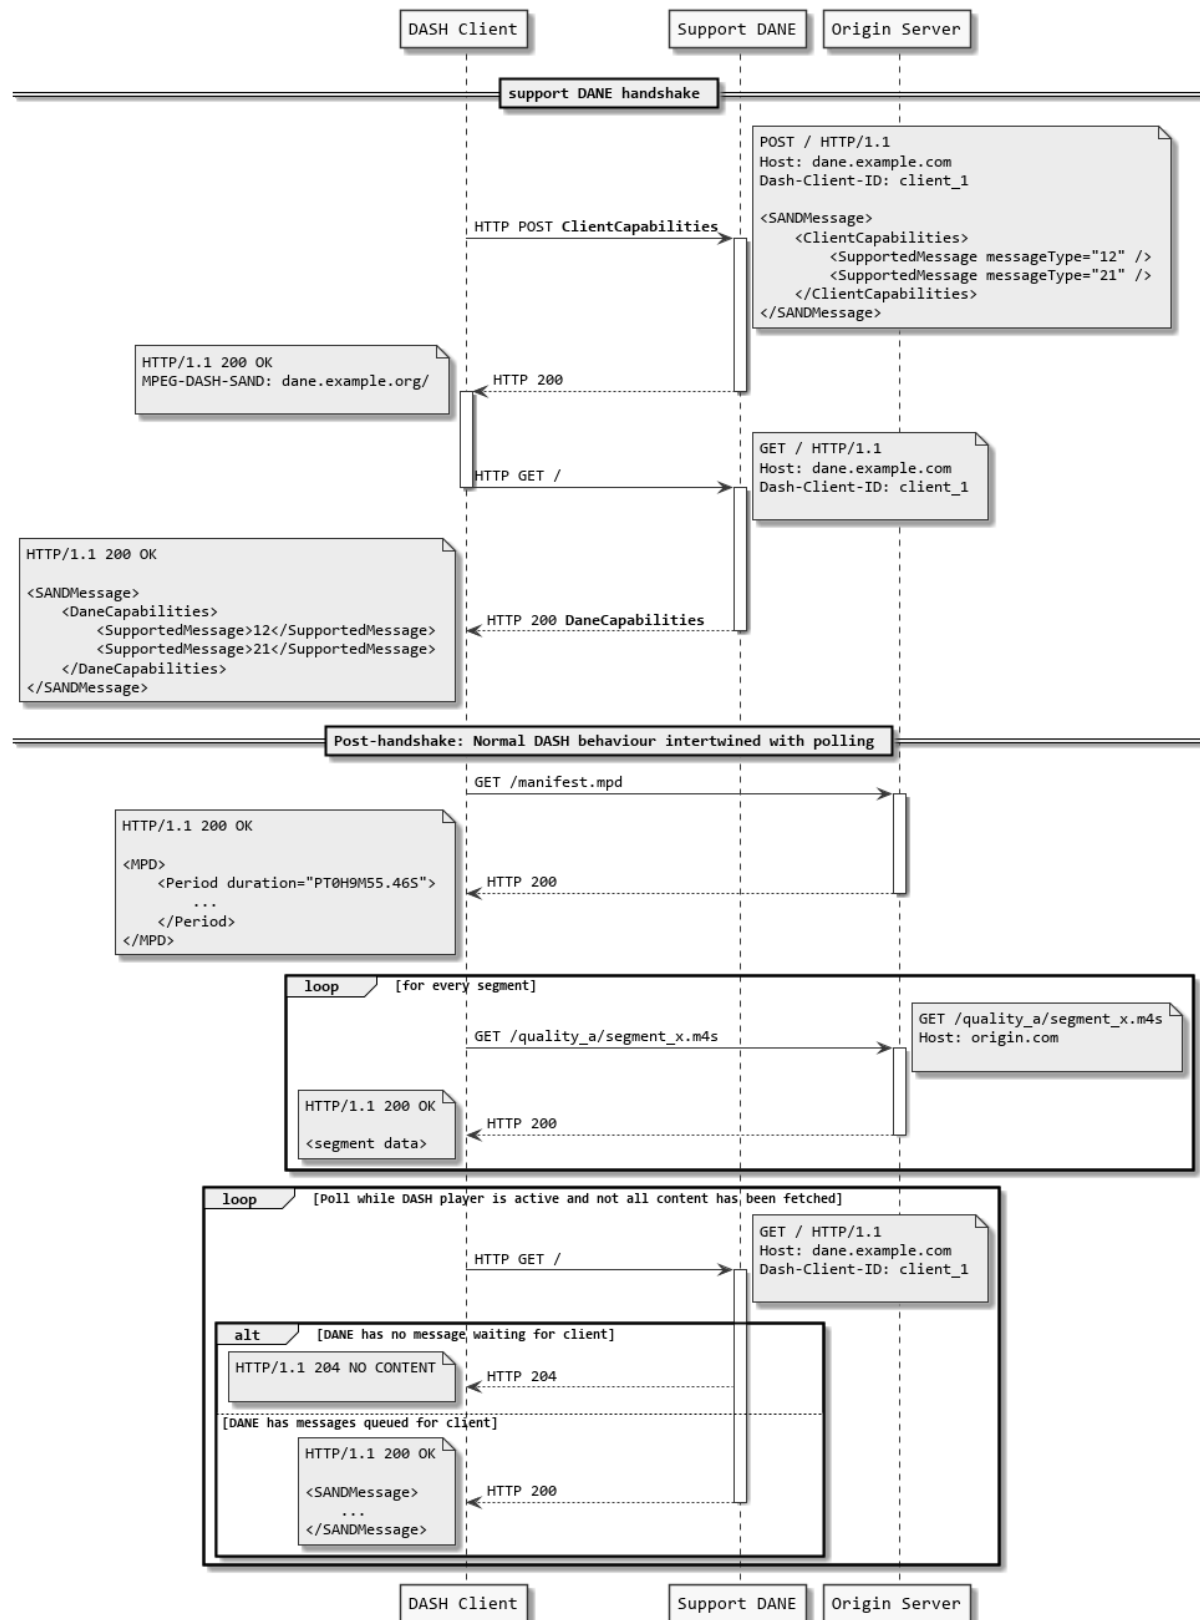 DASH Client
Support DANE
Origin Server
support DANE handshake
POST / HTTP/1.1
Host: dane.example.com
Dash-Client-ID: client_1
<SANDMessage>
<ClientCapabilities>
<SupportedMessage messageType="12" />
<SupportedMessage messageType="21" />
</ClientCapabilities>
</SANDMessage>
HTTP POST ClientCapabilities
HTTP/1.1 200 OK
MPEG-DASH-SAND: dane.example.org/
HTTP 200
GET / HTTP/1.1
Host: dane.example.com
Dash-Client-ID: client_1
HTTP GET /
HTTP/1.1 200 OK
<SANDMessage>
<DaneCapabilities>
<SupportedMessage>12</SupportedMessage>
<SupportedMessage>21</SupportedMessage>
</DaneCapabilities>
</SANDMessage>
HTTP 200 DaneCapabilities
Post-handshake: Normal DASH behaviour intertwined with polling
GET /manifest.mpd
HTTP/1.1 200 OK
<MPD>
<Period duration="PT0H9M55.46S">
...
</Period>
</MPD>
HTTP 200
loop
[for every segment]
GET /quality_a/segment_x.m4s
Host: origin.com
GET /quality_a/segment_x.m4s
HTTP/1.1 200 OK
<segment data>
HTTP 200
loop
[Poll while DASH player is active and not all content has been fetched]
GET / HTTP/1.1
Host: dane.example.com
Dash-Client-ID: client_1
HTTP GET /
alt
[DANE has no message waiting for client]
HTTP/1.1 204 NO CONTENT
HTTP 204
[DANE has messages queued for client]
HTTP/1.1 200 OK
<SANDMessage>
...
</SANDMessage>
HTTP 200
DASH Client
Support DANE
Origin Server